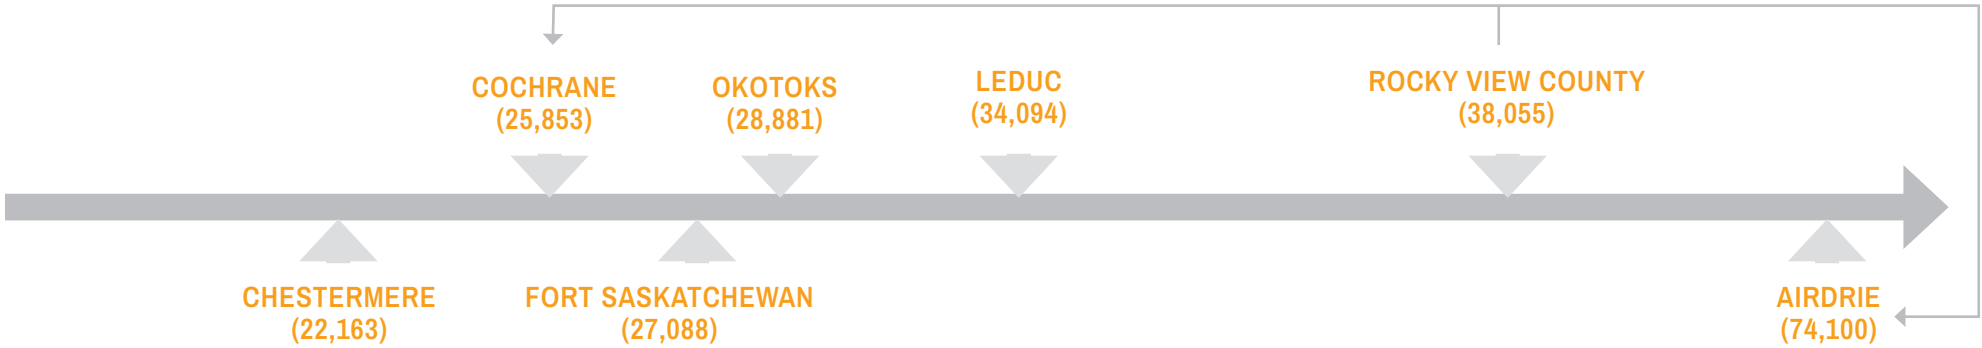 COCHRANE
(25,853)
OKOTOKS
(28,881)
LEDUC
(34,094)
ROCKY VIEW COUNTY
(38,055)
CHESTERMERE
(22,163)
FORT SASKATCHEWAN
(27,088)
AIRDRIE
(74,100)